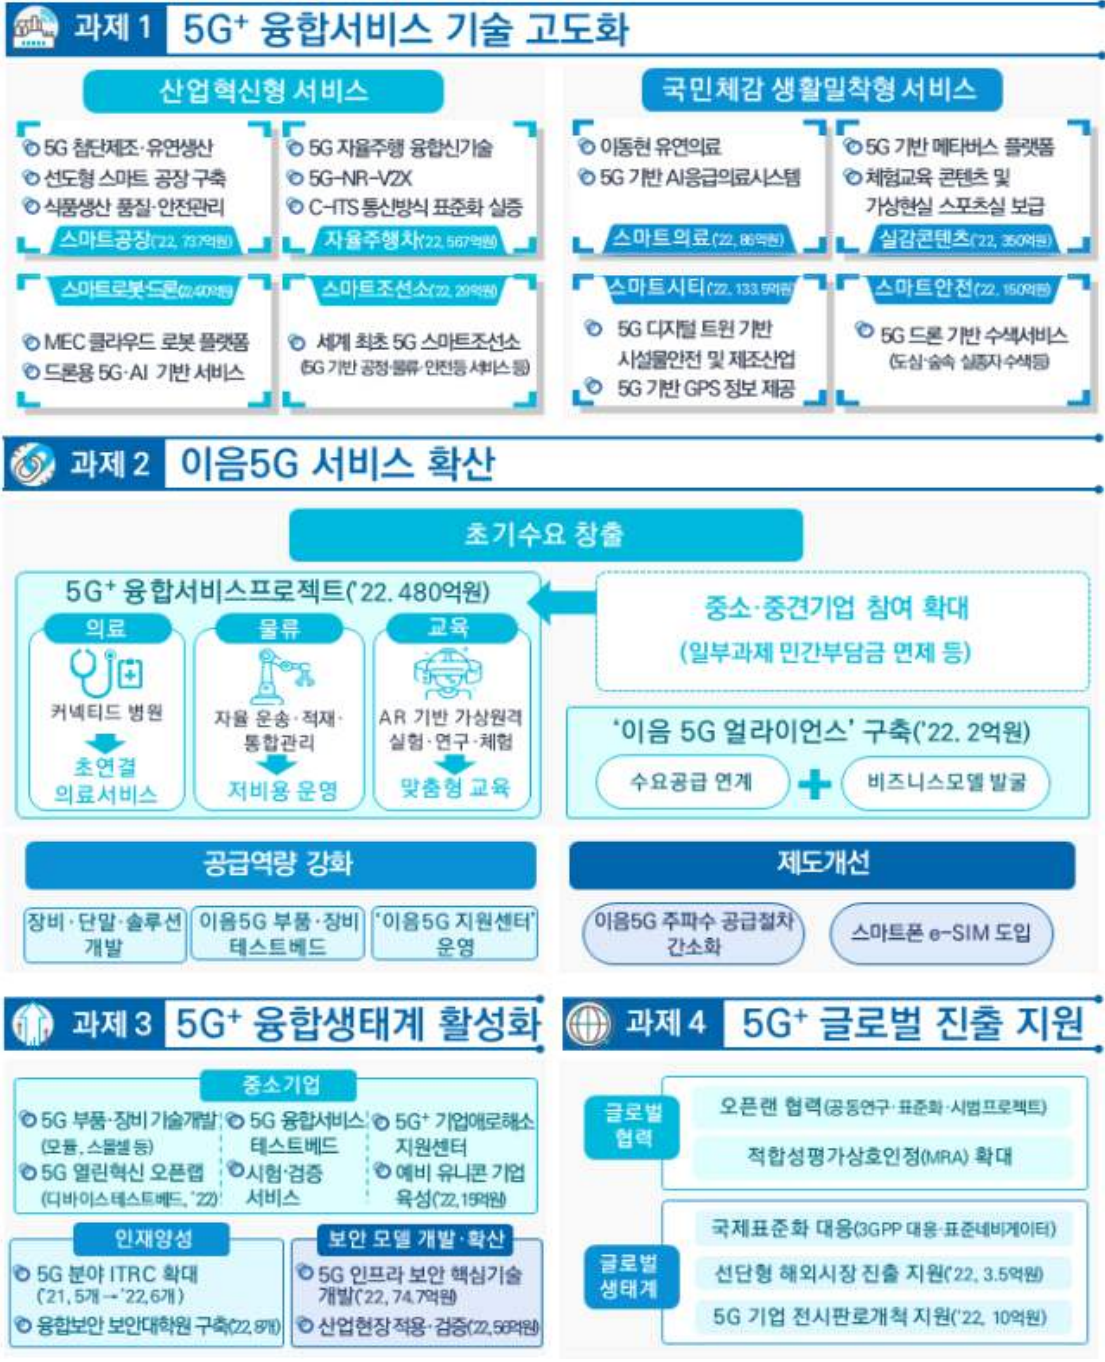 과제 1 5G⁺ 융합서비스 기술 고도화
산업혁신형 서비스
5G 첨단제조·유연생산
선도형 스마트 공장 구축
식품생산 품질·안전관리
스마트공장('22, 737억원)
5G 자율주행 융합신기술
5G-NR-V2X
C-ITS 통신방식 표준화 실증
자율주행차('22, 567억원)
스마트로봇·드론('22,490억원)
MEC 클라우드 로봇 플랫폼
드론용 5G·AI 기반 서비스
스마트조선소('22, 29억원)
세계 최초 5G 스마트조선소
(5G 기반 공정·물류·안전등 서비스 등)
국민체감 생활밀착형 서비스
이동현 유연의료
5G 기반 AI응급의료시스템
스마트의료('22, 86억원)
5G 기반 메타버스 플랫폼
체험교육 콘텐츠 및
가상현실 스포츠실 보급
실감콘텐츠('22, 350억원)
스마트시티('22, 133.5억원)
5G 디지털 트윈 기반
시설물안전 및 제조산업
5G 기반 GPS 정보 제공
스마트안전('22, 150억원)
5G 드론 기반 수색서비스
(도심·숲속 실종자 수색등)
과제 2 이음5G 서비스 확산
초기수요 창출
5G⁺ 융합서비스프로젝트('22. 480억원)
의료
커넥티드 병원
초연결
의료서비스
물류
자율 운송·적재·
통합관리
저비용 운영
교육
AR 기반 가상원격
실험·연구·체험
맞춤형 교육
중소·중견기업 참여 확대
(일부과제 민간부담금 면제 등)
'이음 5G 얼라이언스' 구축('22. 2억원)
수요공급 연계
비즈니스모델 발굴
공급역량 강화
장비·단말·솔루션
개발
이음5G 부품·장비
테스트베드
'이음5G 지원센터'
운영
제도개선
이음5G 주파수 공급절차
간소화
스마트폰 e-SIM 도입
과제 3 5G⁺ 융합생태계 활성화
중소기업
5G 부품·장비 기술개발
(모듈, 스몰셀 등)
5G 열린혁신 오픈랩
(디바이스 테스트베드, '22)
5G 융합서비스
테스트베드
시험·검증
서비스
5G⁺ 기업애로해소
지원센터
예비 유니콘 기업
육성('22, 15억원)
인재양성
5G 분야 ITRC 확대
('21, 5개→'22, 6개)
융합보안 보안대학원 구축('22, 8개)
보안 모델 개발·확산
5G 인프라 보안 핵심기술
개발('22, 74.7억원)
산업현장 적용·검증('22, 56억원)
과제 4 5G⁺ 글로벌 진출 지원
글로벌
협력
오픈랜 협력(공동연구·표준화·시범프로젝트)
적합성평가상호인정(MRA) 확대
글로벌
생태계
국제표준화 대응(3GPP 대응·표준네비게이터)
선단형 해외시장 진출 지원('22, 3.5억원)
5G 기업 전시판로개척 지원('22, 10억원)